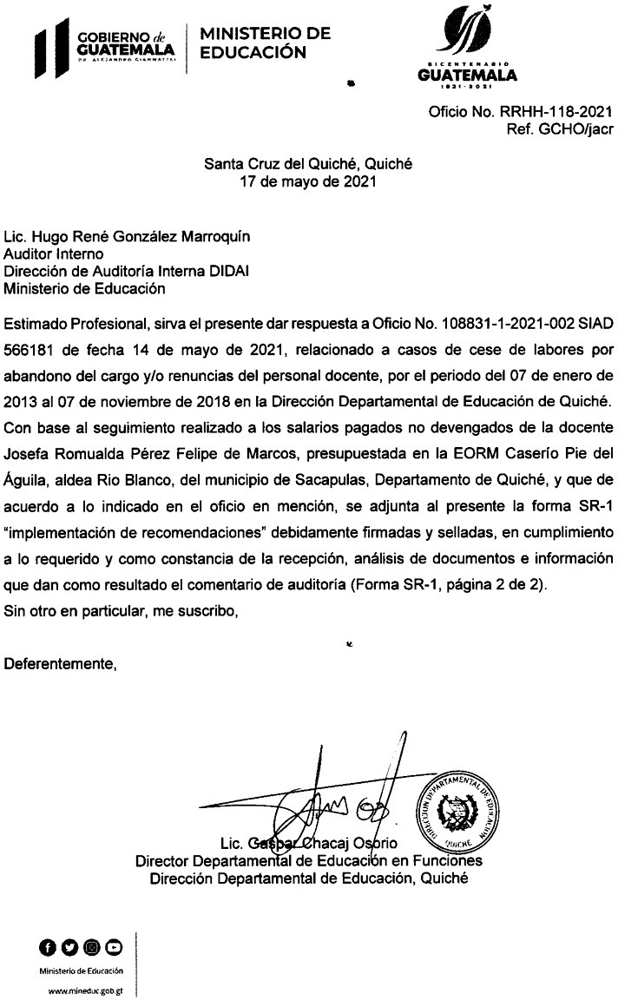 GOBIERNO de
GUATEMALA
DR. ALEJANDRO GIAMMATTEI
MINISTERIO DE
EDUCACIÓN
BICENTENARIO
GUATEMALA
1821-2021
Oficio No. RRHH-118-2021
Ref. GCHO/jacr
Santa Cruz del Quiché, Quiché
17 de mayo de 2021
Lic. Hugo René González Marroquín
Auditor Interno
Dirección de Auditoría Interna DIDAI
Ministerio de Educación
Estimado Profesional, sirva el presente dar respuesta a Oficio No. 108831-1-2021-002 SIAD
566181 de fecha 14 de mayo de 2021, relacionado a casos de cese de labores por
abandono del cargo y/o renuncias del personal docente, por el periodo del 07 de enero de
2013 al 07 de noviembre de 2018 en la Dirección Departamental de Educación de Quiché.
Con base al seguimiento realizado a los salarios pagados no devengados de la docente
Josefa Romualda Pérez Felipe de Marcos, presupuestada en la EORM Caserío Pie del
Águila, aldea Rio Blanco, del municipio de Sacapulas, Departamento de Quiché, y que de
acuerdo a lo indicado en el oficio en mención, se adjunta al presente la forma SR-1
"implementación de recomendaciones" debidamente firmadas y selladas, en cumplimiento
a lo requerido y como constancia de la recepción, análisis de documentos e información
que dan como resultado el comentario de auditoría (Forma SR-1, página 2 de 2).
Sin otro en particular, me suscribo,
Deferentemente,
DIRECCION DEPARTAMENTAL DE EDUCACION
QUICHÉ
Lic. Gaspar Chacaj Osorio
Director Departamental de Educación en Funciones
Dirección Departamental de Educación, Quiché
Ministerio de Educación
www.mineduc.gob.gt